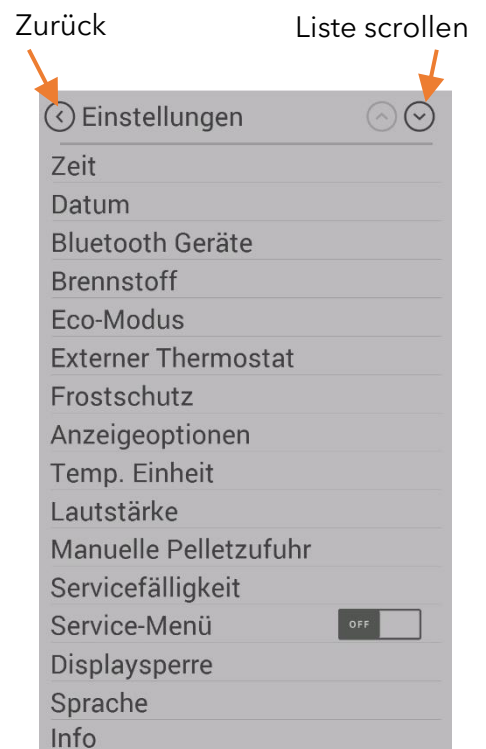 Zurück
Liste scrollen
Einstellungen
Zeit
Datum
Bluetooth Geräte
Brennstoff
Eco-Modus
Externer Thermostat
Frostschutz
Anzeigeoptionen
Temp. Einheit
Lautstärke
Manuelle Pelletzufuhr
Servicefälligkeit
Service-Menü OFF
Displaysperre
Sprache
Info